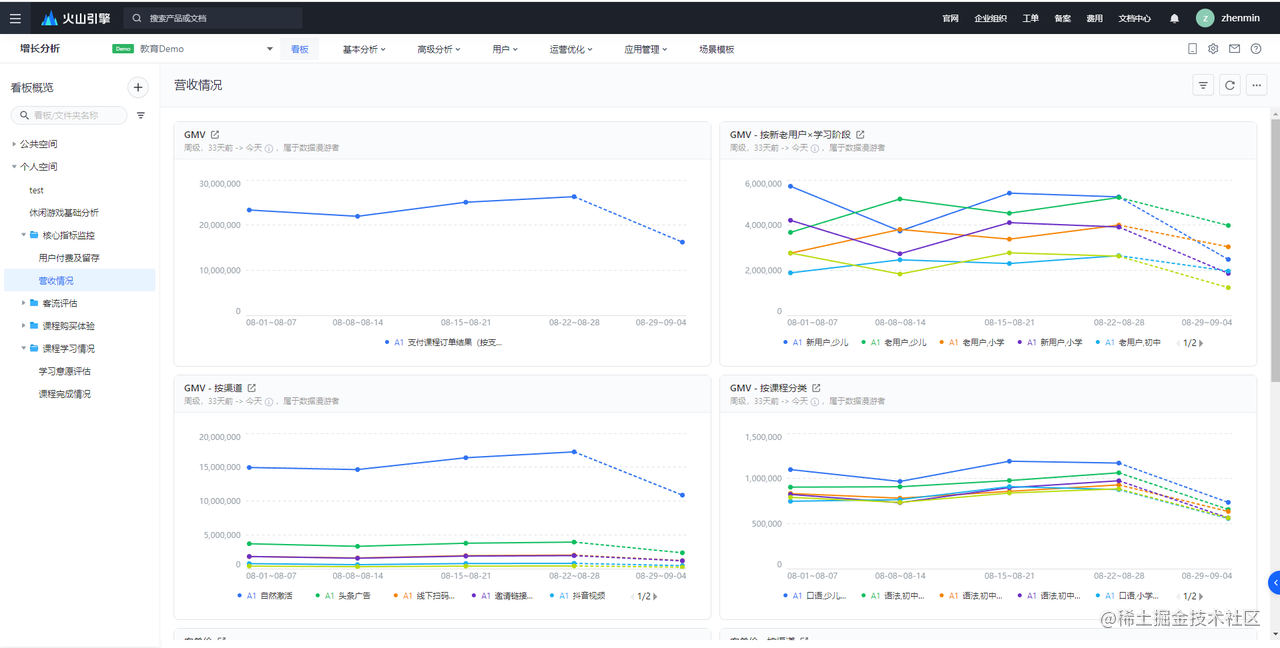 火山引擎 搜索产品或文档 官网 企业组织 工单 备案 费用 文档中心 Z zhenmin
增长分析 Demo 教育Demo 看板 基本分析 高级分析 用户 运营优化 应用管理 场景模板
看板概览
看板/文件夹名称
公共空间
个人空间
test
休闲游戏基础分析
核心指标监控
用户付费及留存
营收情况
客流评估
课程购买体验
课程学习情况
学习意愿评估
课程完成情况
营收情况
GMV
周级, 33天前 -> 今天 , 属于数据漫游者
30,000,000
20,000,000
10,000,000
0
08-01~08-07 08-08~08-14 08-15~08-21 08-22~08-28 08-29~09-04
A1 支付课程订单结果（按支...
GMV - 按新老用户×学习阶段
周级, 33天前 -> 今天 , 属于数据漫游者
6,000,000
4,000,000
2,000,000
0
08-01~08-07 08-08~08-14 08-15~08-21 08-22~08-28 08-29~09-04
A1 新用户,少儿 A1 老用户,少儿 A1 老用户,小学 A1 新用户,小学 A1 老用户,初中 1/2
GMV - 按渠道
周级, 33天前 -> 今天 , 属于数据漫游者
20,000,000
15,000,000
10,000,000
5,000,000
0
08-01~08-07 08-08~08-14 08-15~08-21 08-22~08-28 08-29~09-04
A1 自然激活 A1 头条广告 A1 线下扫码... A1 邀请链接... A1 抖音视频 1/2
GMV - 按课程分类
周级, 33天前 -> 今天 , 属于数据漫游者
1,500,000
1,000,000
500,000
0
08-01~08-07 08-08~08-14 08-15~08-21 08-22~08-28 08-29~09-04
A1 口语,少儿... A1 语法,初中... A1 语法,初中... A1 语法,初中... A1 口语,小学... 1/2
@稀土掘金技术社区